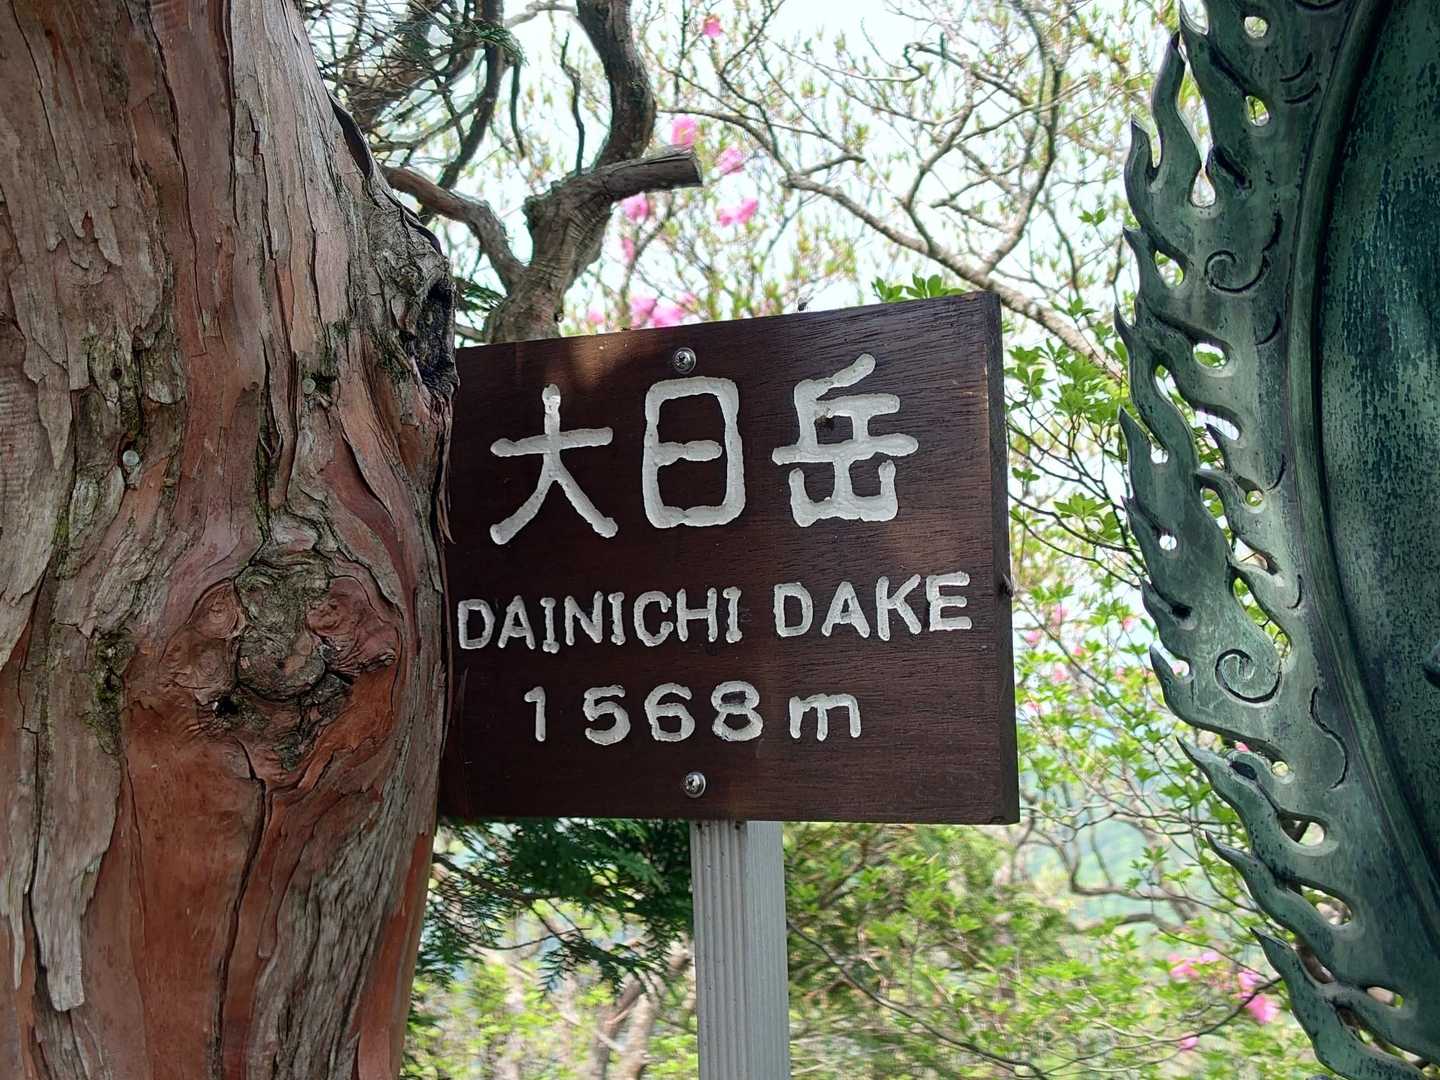 大日岳
DAINICHI DAKE
1568m